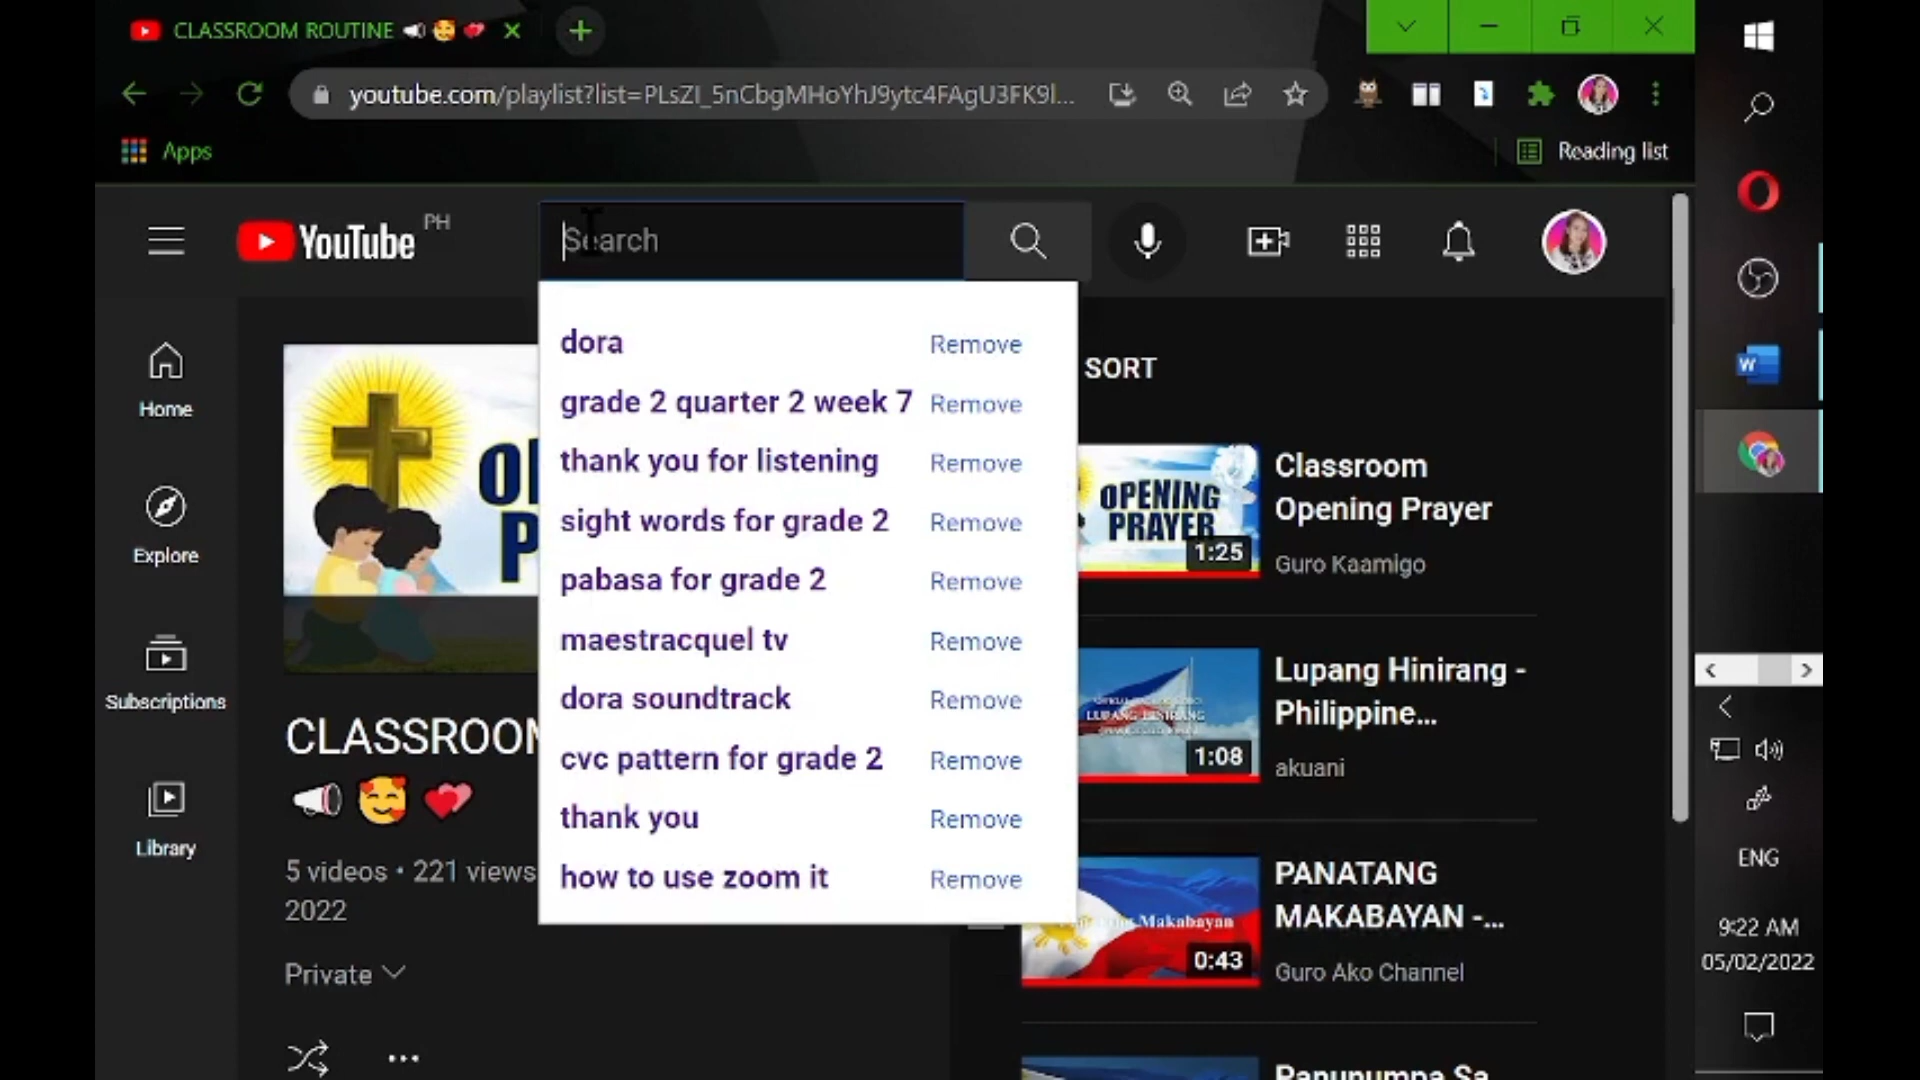 CLASSROOM ROUTINE 📣 🥰 💕
youtube.com/playlist?list=PLsZI_5nCbgMHoYhJ9ytc4FAgU3FK9l...
Apps
Reading list
YouTube PH
Search
dora Remove
grade 2 quarter 2 week 7 Remove
thank you for listening Remove
sight words for grade 2 Remove
pabasa for grade 2 Remove
maestracquel tv Remove
dora soundtrack Remove
cvc pattern for grade 2 Remove
thank you Remove
how to use zoom it Remove
Home
Explore
Subscriptions
Library
CLASSROOM
📣 🥰 💕
5 videos • 221 views
2022
Private
SORT
OPENING
PRAYER
1:25
Classroom
Opening Prayer
Guro Kaamigo
LUPANG HINIRANG
1:08
Lupang Hinirang -
Philippine...
akuani
Makabayan
0:43
PANATANG
MAKABAYAN -...
Guro Ako Channel
Panunumpa Sa
ENG
9:22 AM
05/02/2022